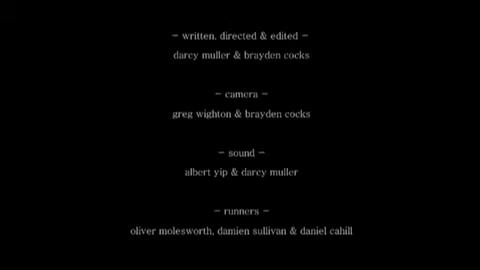 - written, directed & edited -
darcy muller & brayden cocks
- camera -
greg wighton & brayden cocks
- sound -
albert yip & darcy muller
- runners -
oliver molesworth, damien sullivan & daniel cahill